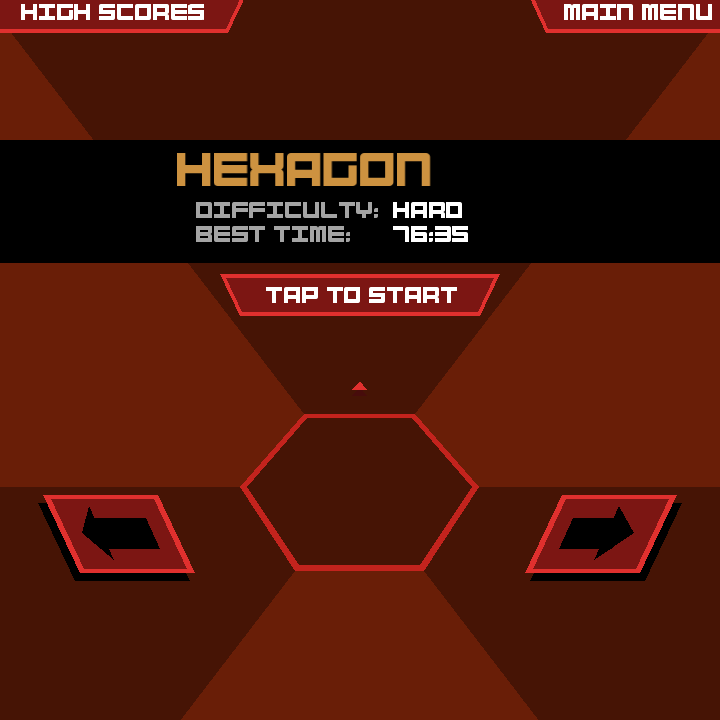 HIGH SCORES
MAIN MENU
HEXAGON
DIFFICULTY: HARD
BEST TIME: 76:35
TAP TO START